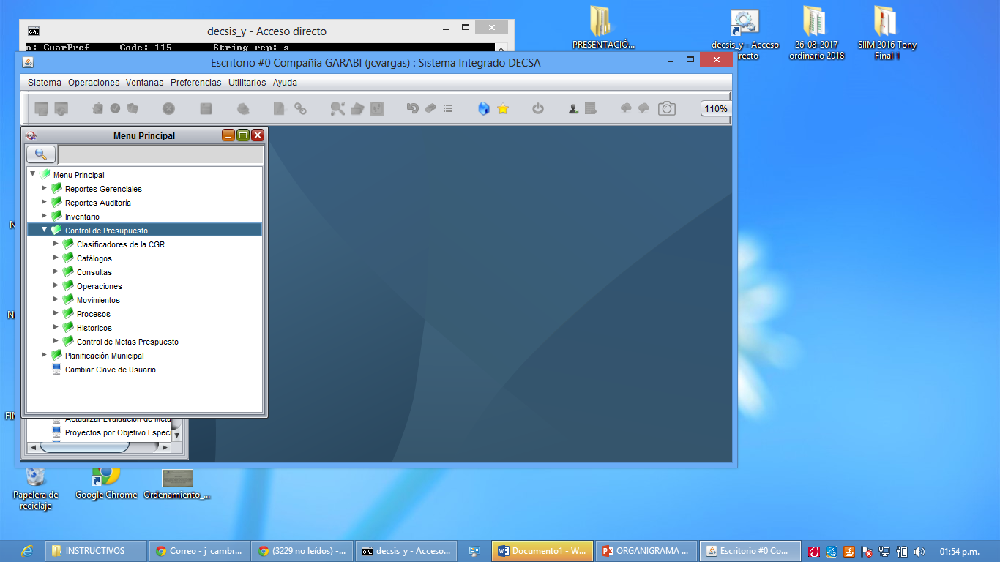 decsis_y - Acceso directo
n: GuarPref Code: 115 String rep: s
PRESENTACIÓ...
decsis_y - Acceso
directo
26-08-2017
ordinario 2018
SIIM 2016 Tony
Final 1
Escritorio #0 Compañía GARABI (jcvargas) : Sistema Integrado DECSA
Sistema Operaciones Ventanas Preferencias Utilitarios Ayuda
110%
Menu Principal
Menu Principal
Reportes Gerenciales
Reportes Auditoría
Inventario
Control de Presupuesto
Clasificadores de la CGR
Catálogos
Consultas
Operaciones
Movimientos
Procesos
Historicos
Control de Metas Prespuesto
Planificación Municipal
Cambiar Clave de Usuario
Actualizar Evaluación de Meta
Proyectos por Objetivo Especi
N
N
FIN
Papelera de
reciclaje
Google Chrome
Ordenamiento_...
INSTRUCTIVOS
Correo - j_cambr...
(3229 no leídos) -...
decsis_y - Acceso...
Documento1 - W...
ORGANIGRAMA ...
Escritorio #0 Co...
01:54 p.m.